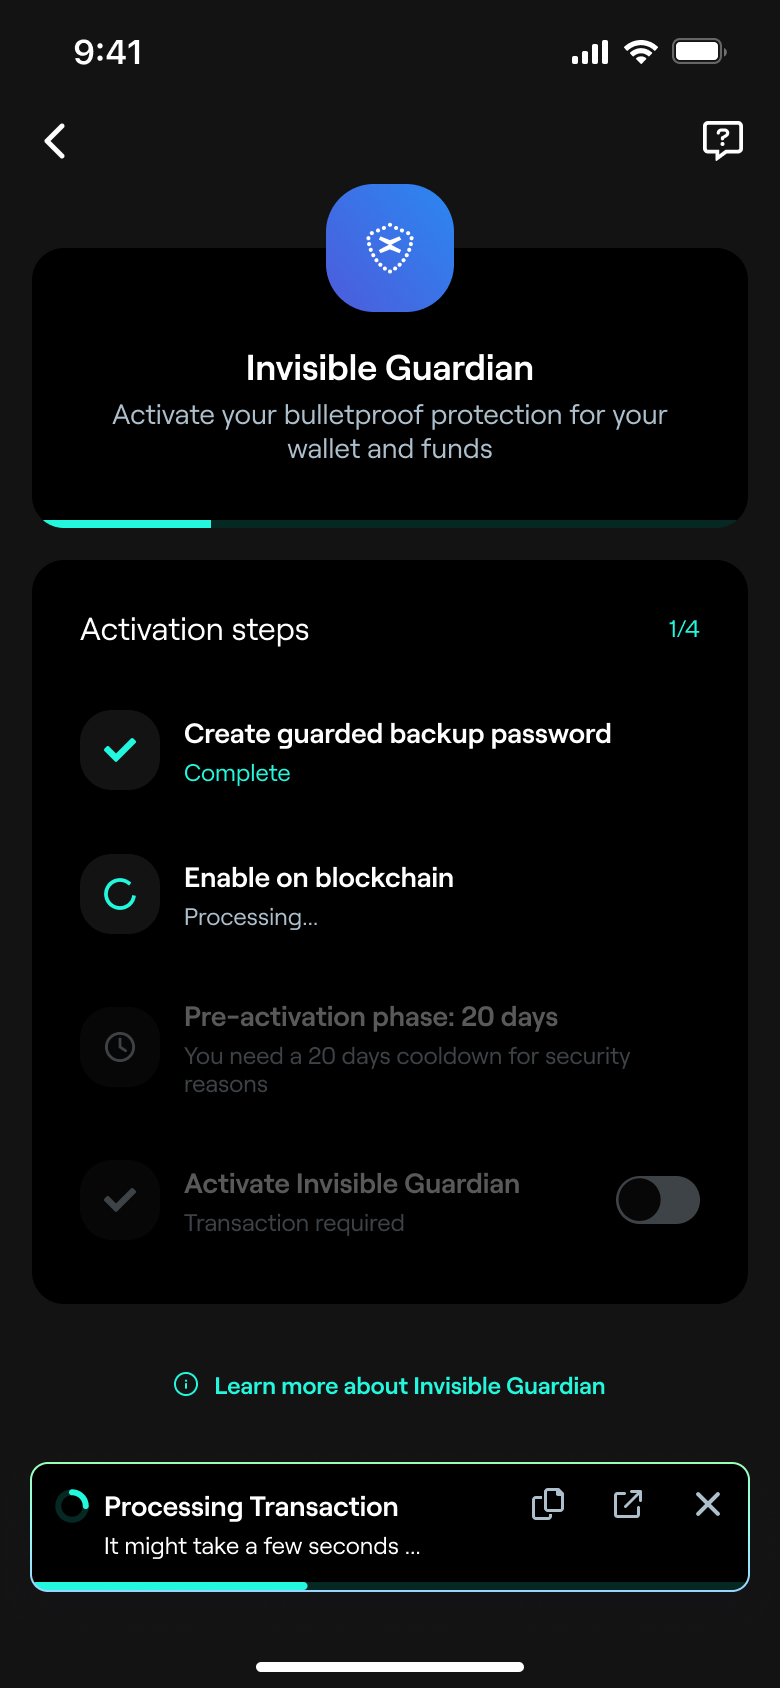 9:41
Invisible Guardian
Activate your bulletproof protection for your
wallet and funds
Activation steps
1/4
Create guarded backup password
Complete
Enable on blockchain
Processing...
Pre-activation phase: 20 days
You need a 20 days cooldown for security
reasons
Activate Invisible Guardian
Transaction required
Learn more about Invisible Guardian
Processing Transaction
It might take a few seconds ...